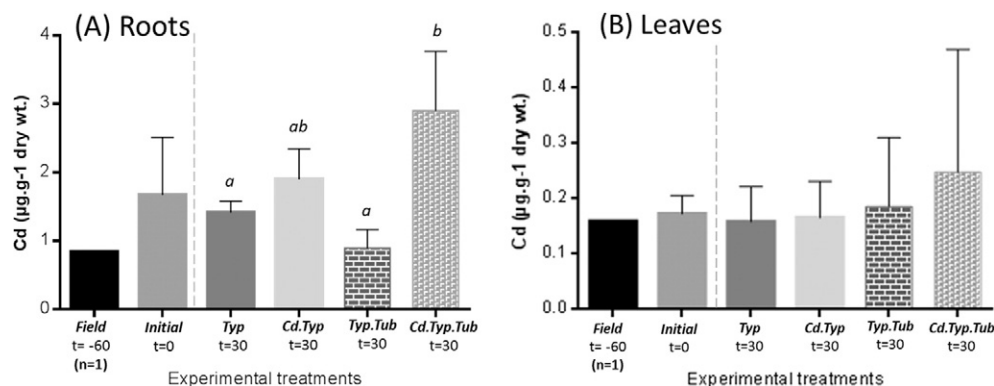 (A) Roots
Cd (µg.g-1 dry wt.)
4
3
2
1
0
a
ab
a
b
Field Initial Typ Cd.Typ Typ.Tub Cd.Typ.Tub
t= -60 t=0 t=30 t=30 t=30 t=30
(n=1)
Experimental treatments
(B) Leaves
Cd (µg.g-1 dry wt.)
0.5
0.4
0.3
0.2
0.1
0.0
Field Initial Typ Cd.Typ Typ.Tub Cd.Typ.Tub
t= -60 t=0 t=30 t=30 t=30 t=30
(n=1)
Experimental treatments